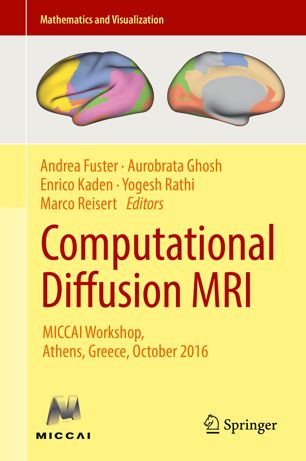 Mathematics and Visualization
Andrea Fuster · Aurobrata Ghosh
Enrico Kaden · Yogesh Rathi
Marco Reisert Editors
Computational
Diffusion MRI
MICCAI Workshop,
Athens, Greece, October 2016
MICCAI
Springer